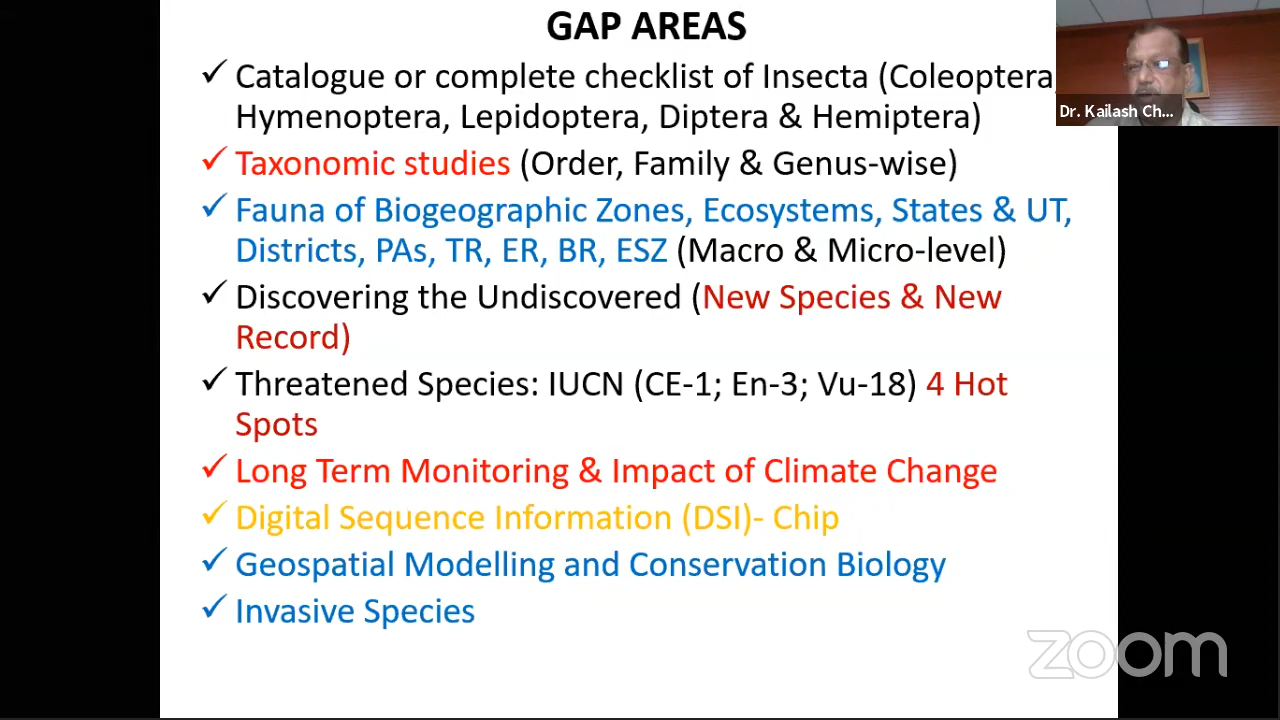 GAP AREAS
✓ Catalogue or complete checklist of Insecta (Coleoptera,
Hymenoptera, Lepidoptera, Diptera & Hemiptera)
✓ Taxonomic studies (Order, Family & Genus-wise)
✓ Fauna of Biogeographic Zones, Ecosystems, States & UT,
Districts, PAs, TR, ER, BR, ESZ (Macro & Micro-level)
✓ Discovering the Undiscovered (New Species & New
Record)
✓ Threatened Species: IUCN (CE-1; En-3; Vu-18) 4 Hot
Spots
✓ Long Term Monitoring & Impact of Climate Change
✓ Digital Sequence Information (DSI)- Chip
✓ Geospatial Modelling and Conservation Biology
✓ Invasive Species
Dr. Kailash Ch...
zoom